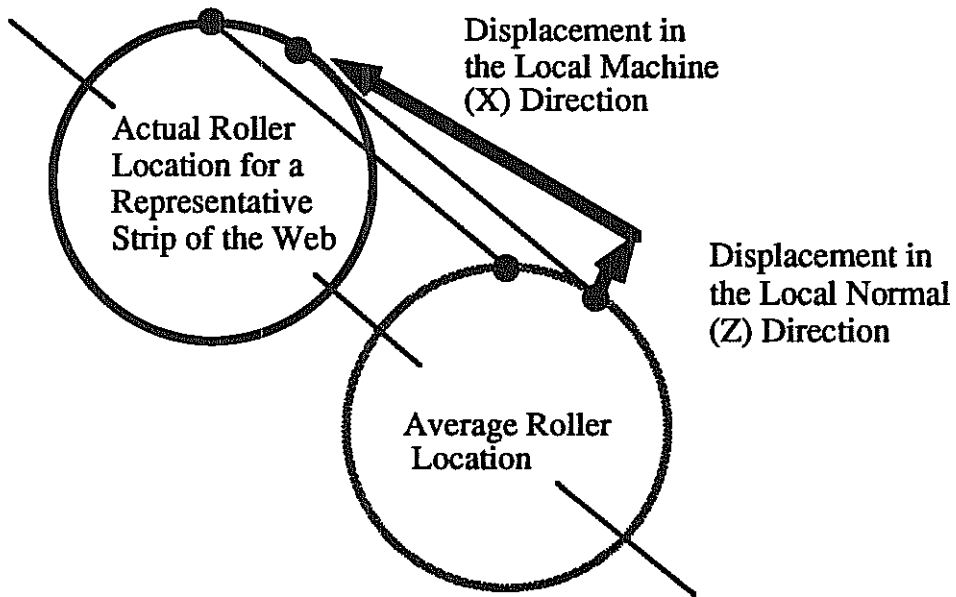 Displacement in
the Local Machine
(X) Direction
Actual Roller
Location for a
Representative
Strip of the Web
Displacement in
the Local Normal
(Z) Direction
Average Roller
Location